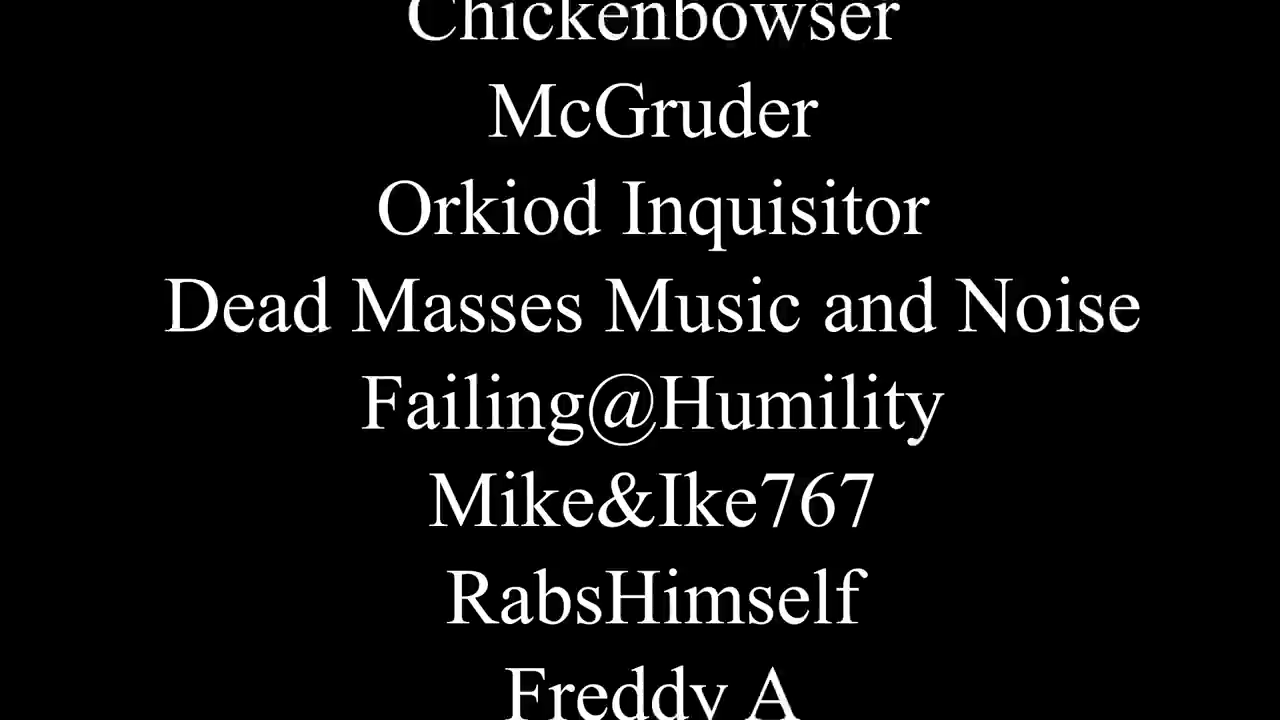 Chickenbowser
McGruder
Orkiod Inquisitor
Dead Masses Music and Noise
Failing@Humility
Mike&Ike767
RabsHimself
Freddy A